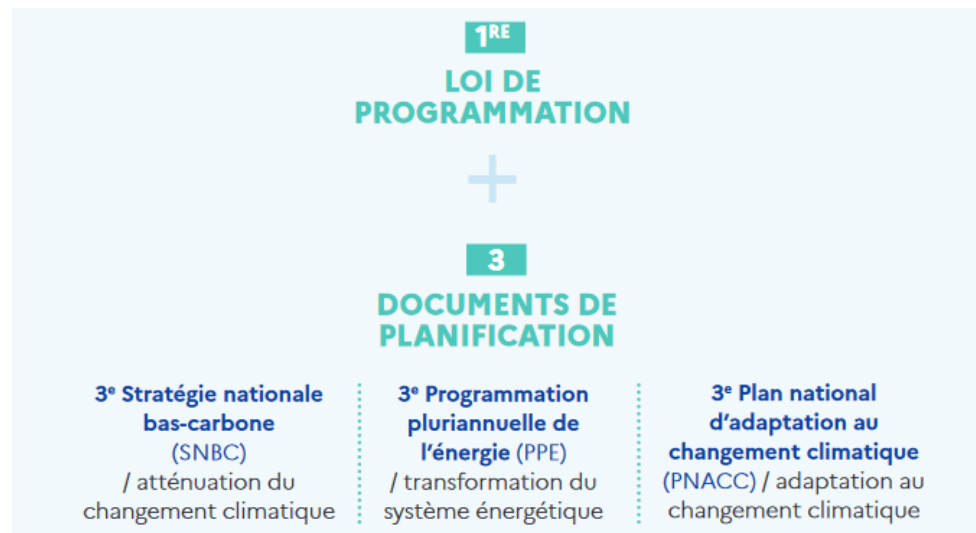 1RE
LOI DE
PROGRAMMATION
+
3
DOCUMENTS DE
PLANIFICATION
3e Stratégie nationale
bas-carbone
(SNBC)
/ atténuation du
changement climatique
3e Programmation
pluriannuelle de
l’énergie (PPE)
/ transformation du
système énergétique
3e Plan national
d’adaptation au
changement climatique
(PNACC) / adaptation au
changement climatique